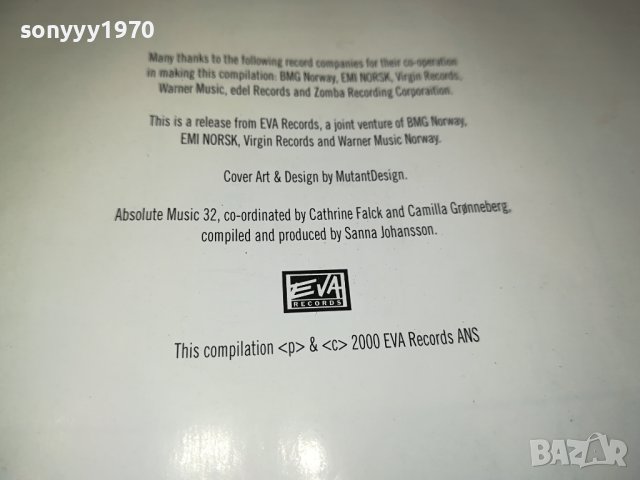 sonyyy1970
Many thanks to the following record companies for their co-operation
in making this compilation: BMG Norway, EMI NORSK, Virgin Records,
Warner Music, edel Records and Zomba Recording Corporaition.
This is a release from EVA Records, a joint venture of BMG Norway,
EMI NORSK, Virgin Records and Warner Music Norway.
Cover Art & Design by MutantDesign.
Absolute Music 32, co-ordinated by Cathrine Falck and Camilla Grønneberg,
compiled and produced by Sanna Johansson.
EVA
RECORDS
This compilation <p> & <c> 2000 EVA Records ANS
BAZAR